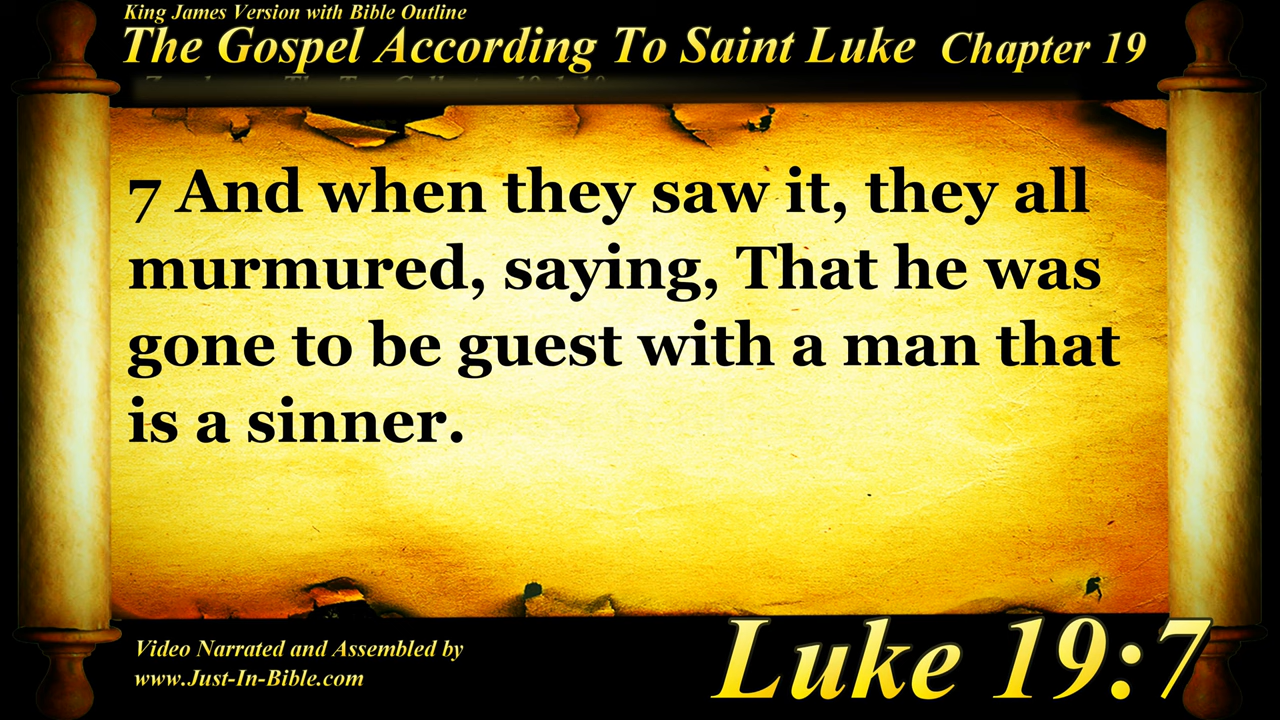 King James Version with Bible Outline
The Gospel According To Saint Luke Chapter 19
7 And when they saw it, they all
murmured, saying, That he was
gone to be guest with a man that
is a sinner.
Video Narrated and Assembled by
www.Just-In-Bible.com
Luke 19:7